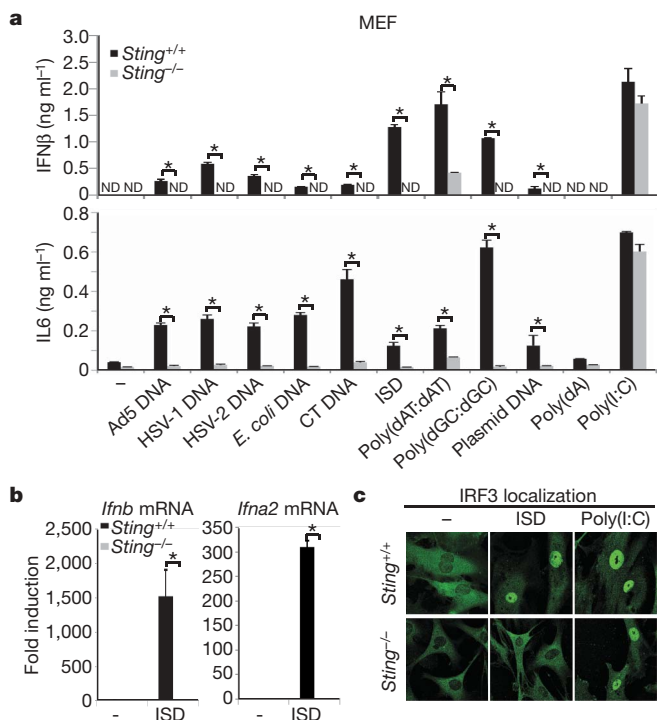 a
MEF
Sting+/+
Sting–/–
IFNβ (ng ml–1)
3.0
2.5
2.0
1.5
1.0
0.5
0
ND ND * ND * ND * ND * ND * ND * ND * * ND * ND ND ND
IL6 (ng ml–1)
0.8
0.6
0.4
0.2
0
* * * * * * * * *
–
Ad5 DNA
HSV-1 DNA
HSV-2 DNA
E. coli DNA
CT DNA
ISD
Poly(dAT:dAT)
Poly(dGC:dGC)
Plasmid DNA
Poly(dA)
Poly(I:C)
b
Ifnb mRNA
Sting+/+
Sting–/–
Fold induction
2,500
2,000
1,500
1,000
500
0
*
- ISD
Ifna2 mRNA
350
300
250
200
150
100
50
0
*
- ISD
c
IRF3 localization
– ISD Poly(I:C)
Sting+/+
Sting–/–